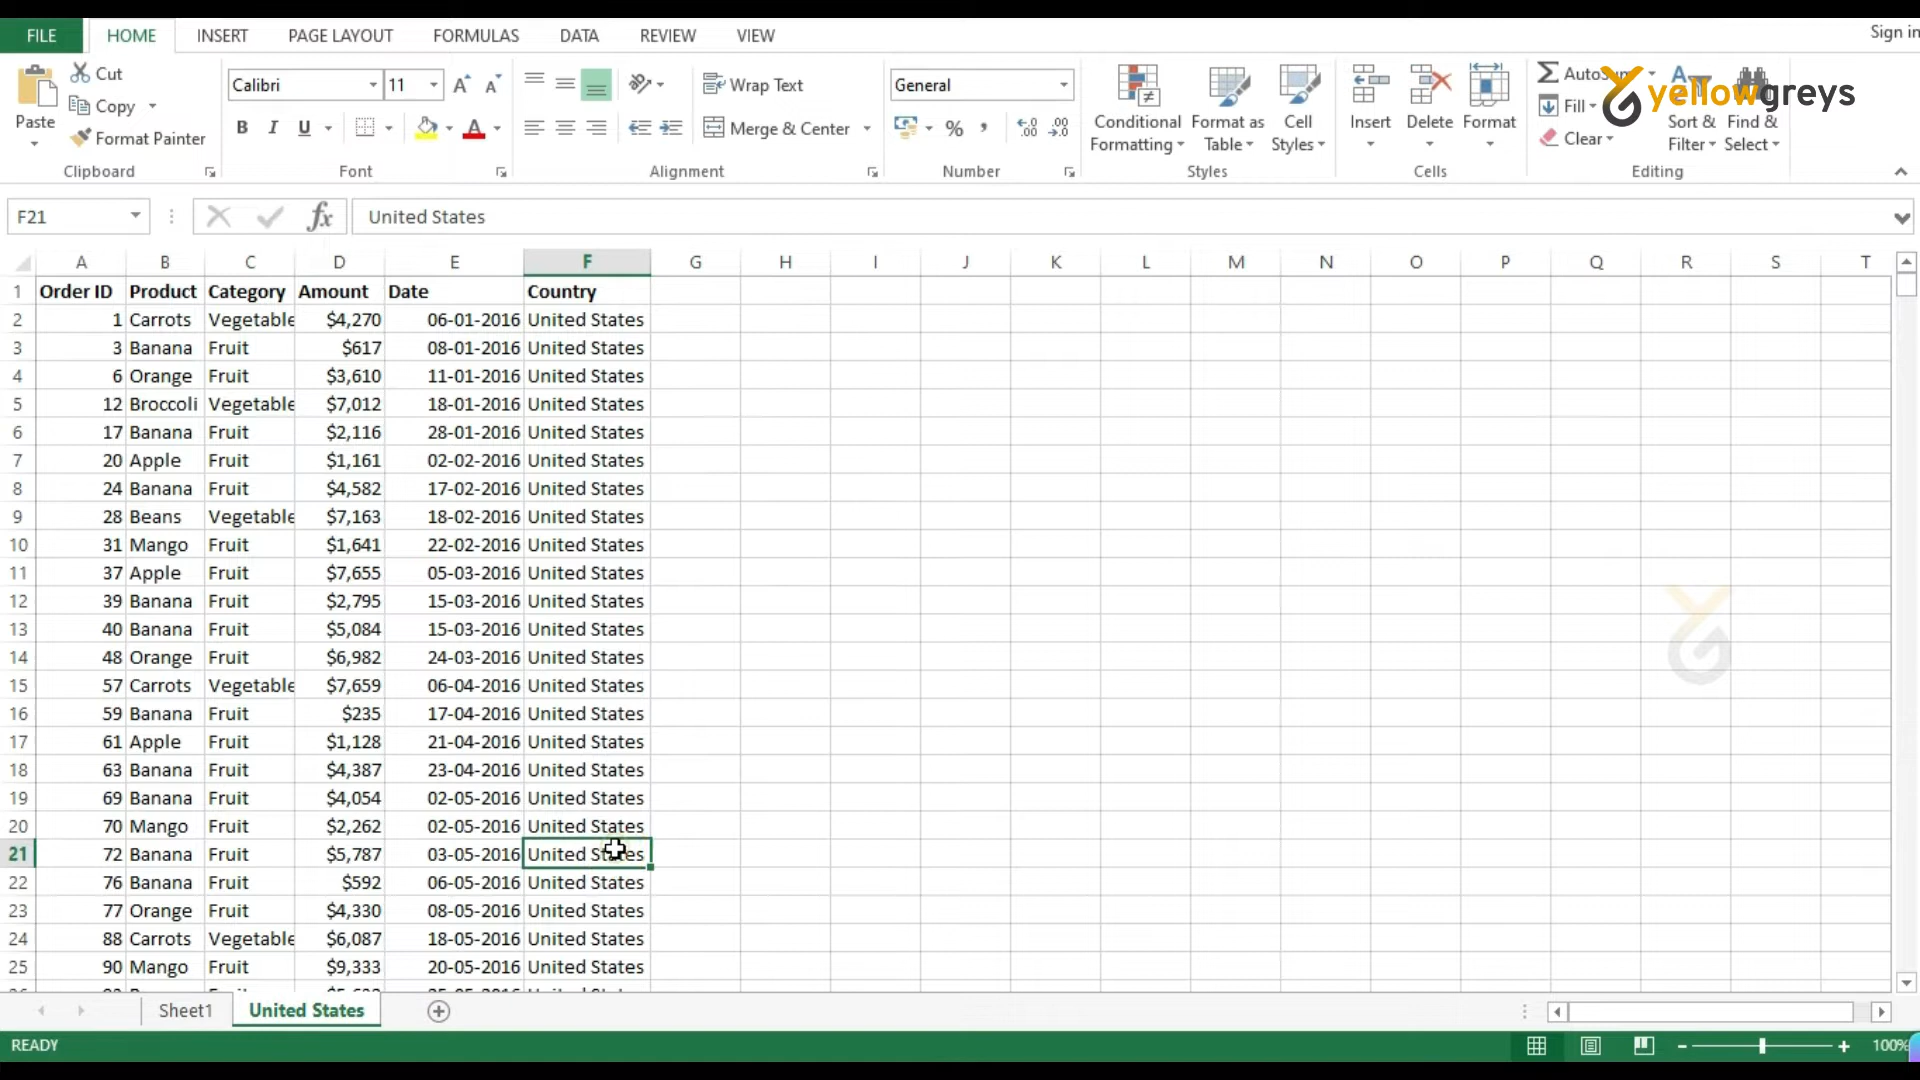 FILE HOME INSERT PAGE LAYOUT FORMULAS DATA REVIEW VIEW Sign in
Cut
Copy
Format Painter
Paste
Clipboard
Calibri 11
B I U A
Font
Wrap Text
Merge & Center
Alignment
General
%
Number
Conditional Formatting
Format as Table
Cell Styles
Styles
Insert Delete Format
Cells
AutoSum
Fill
Clear
Sort & Filter
Find & Select
Editing
yellowgreys
F21 fx United States
A B C D E F G H I J K L M N O P Q R S T
1 Order ID Product Category Amount Date Country
2 1 Carrots Vegetable $4,270 06-01-2016 United States
3 3 Banana Fruit $617 08-01-2016 United States
4 6 Orange Fruit $3,610 11-01-2016 United States
5 12 Broccoli Vegetable $7,012 18-01-2016 United States
6 17 Banana Fruit $2,116 28-01-2016 United States
7 20 Apple Fruit $1,161 02-02-2016 United States
8 24 Banana Fruit $4,582 17-02-2016 United States
9 28 Beans Vegetable $7,163 18-02-2016 United States
10 31 Mango Fruit $1,641 22-02-2016 United States
11 37 Apple Fruit $7,655 05-03-2016 United States
12 39 Banana Fruit $2,795 15-03-2016 United States
13 40 Banana Fruit $5,084 15-03-2016 United States
14 48 Orange Fruit $6,982 24-03-2016 United States
15 57 Carrots Vegetable $7,659 06-04-2016 United States
16 59 Banana Fruit $235 17-04-2016 United States
17 61 Apple Fruit $1,128 21-04-2016 United States
18 63 Banana Fruit $4,387 23-04-2016 United States
19 69 Banana Fruit $4,054 02-05-2016 United States
20 70 Mango Fruit $2,262 02-05-2016 United States
21 72 Banana Fruit $5,787 03-05-2016 United States
22 76 Banana Fruit $592 06-05-2016 United States
23 77 Orange Fruit $4,330 08-05-2016 United States
24 88 Carrots Vegetable $6,087 18-05-2016 United States
25 90 Mango Fruit $9,333 20-05-2016 United States
Sheet1 United States
READY 100%